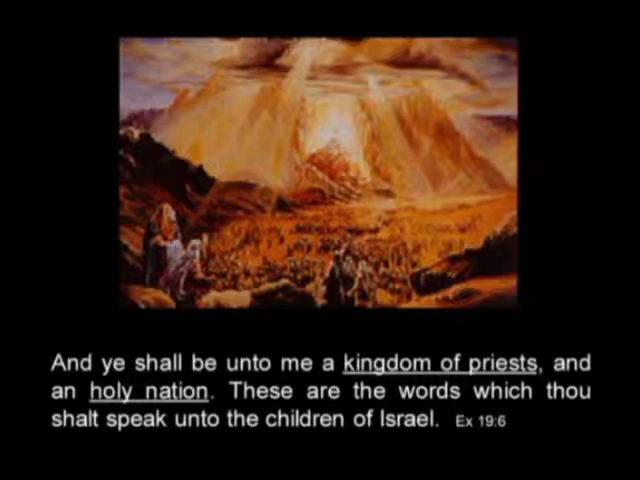 And ye shall be unto me a kingdom of priests, and
an holy nation. These are the words which thou
shalt speak unto the children of Israel. Ex 19:6